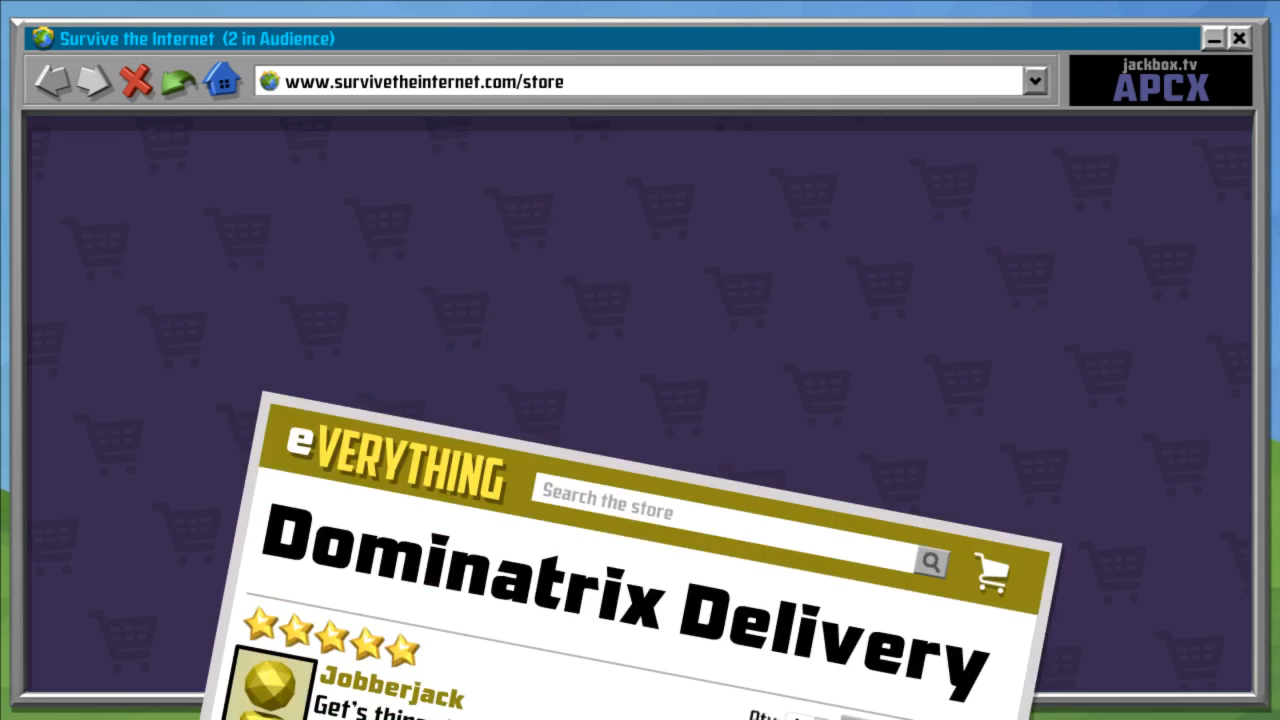 Survive the Internet (2 in Audience)
www.survivetheinternet.com/store
jackbox.tv
APCX
eVERYTHING
Search the store
Dominatrix Delivery
Jobberjack
Get's
Qty: